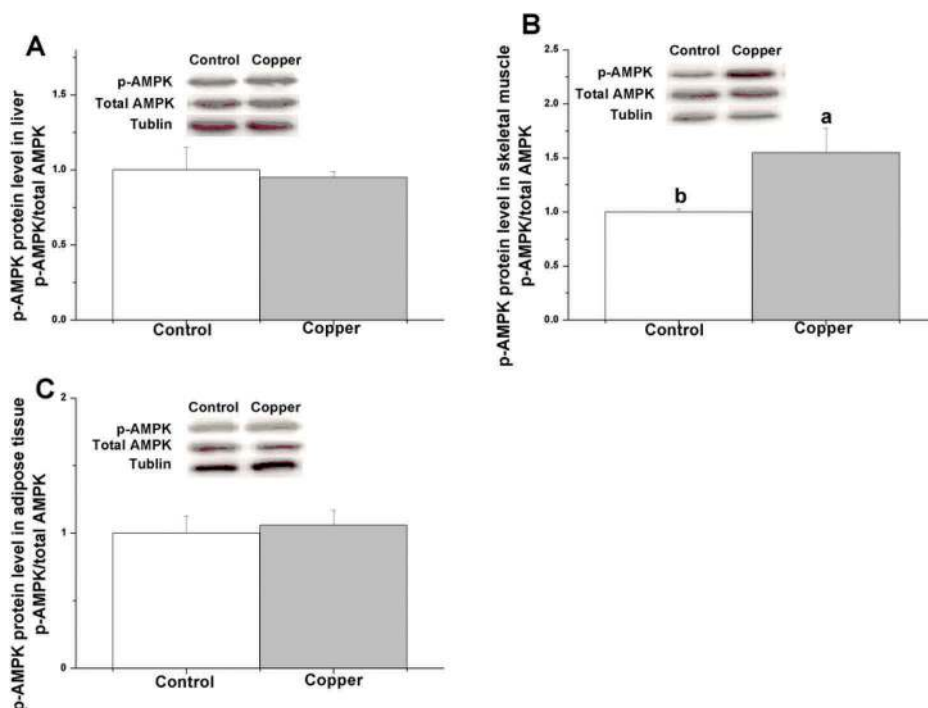 A
p-AMPK protein level in liver
p-AMPK/total AMPK
1.5
1.0
0.5
0.0
Control Copper
p-AMPK
Total AMPK
Tublin
Control
Copper
B
p-AMPK protein level in skeletal muscle
p-AMPK/total AMPK
2.5
2.0
1.5
1.0
0.5
0.0
Control Copper
p-AMPK
Total AMPK
Tublin
b
a
Control
Copper
C
p-AMPK protein level in adipose tissue
p-AMPK/total AMPK
2
1
0
Control Copper
p-AMPK
Total AMPK
Tublin
Control
Copper